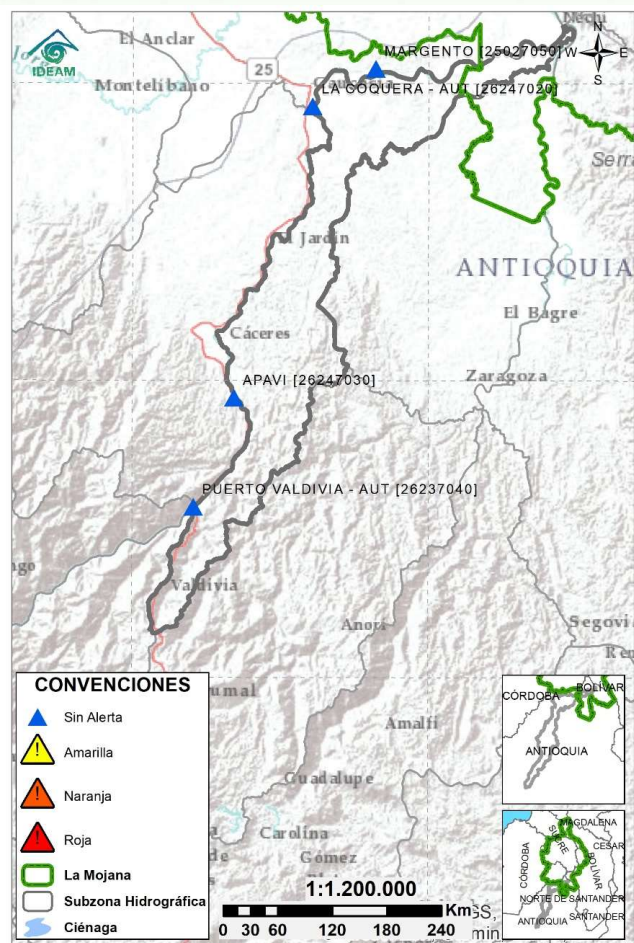 IDEAM
El Anclar
Nechí
N
W
E
S
25
MARGENTO [25027050]
Montelíbano
LA COQUERA - AUT [26247020]
El Jardín
ANTIOQUIA
El Bagre
Cáceres
APAVI [26247030]
Zaragoza
PUERTO VALDIVIA - AUT [26237040]
Valdivia
Anorí
Segovia
Amalfi
Guadalupe
Carolina
Gómez
CONVENCIONES
Sin Alerta
! Amarilla
! Naranja
! Roja
La Mojana
Subzona Hidrográfica
Ciénaga
1:1.200.000
Km
0 30 60 120 180 240
CÓRDOBA
BOLÍVAR
ANTIOQUIA
MAGDALENA
SUCRE
CESAR
CÓRDOBA
BOLÍVAR
NORTE DE SANTANDER
ANTIOQUIA
SANTANDER